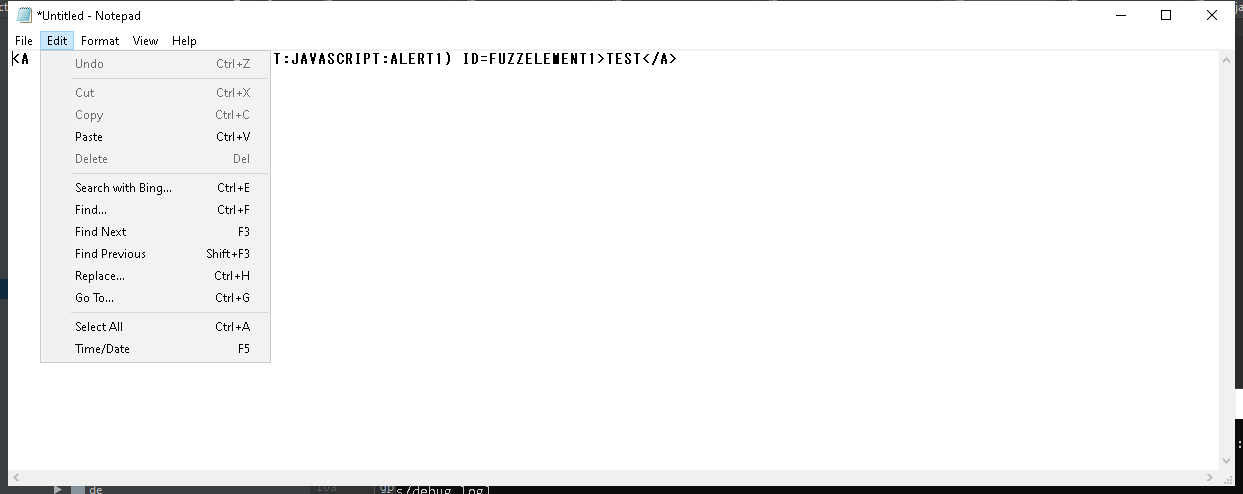 *Untitled - Notepad
File Edit Format View Help
<A T:JAVASCRIPT:ALERT1) ID=FUZZELEMENT1>TEST</A>
Undo Ctrl+Z
Cut Ctrl+X
Copy Ctrl+C
Paste Ctrl+V
Delete Del
Search with Bing... Ctrl+E
Find... Ctrl+F
Find Next F3
Find Previous Shift+F3
Replace... Ctrl+H
Go To... Ctrl+G
Select All Ctrl+A
Time/Date F5
de 103 s/debug.log]